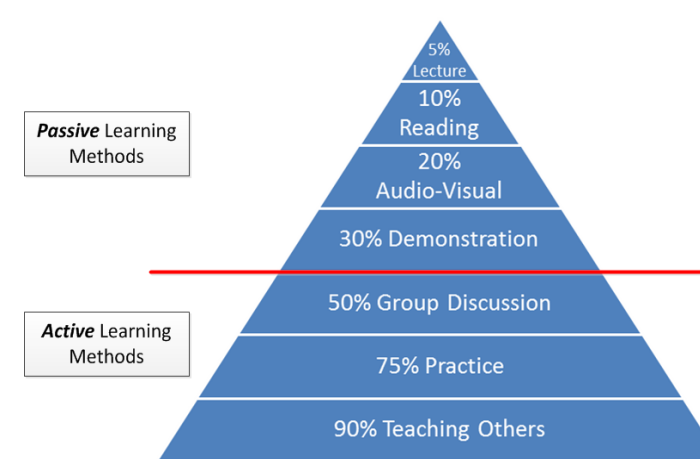 5%
Lecture
10%
Reading
20%
Audio-Visual
30% Demonstration
Passive Learning
Methods
50% Group Discussion
75% Practice
90% Teaching Others
Active Learning
Methods